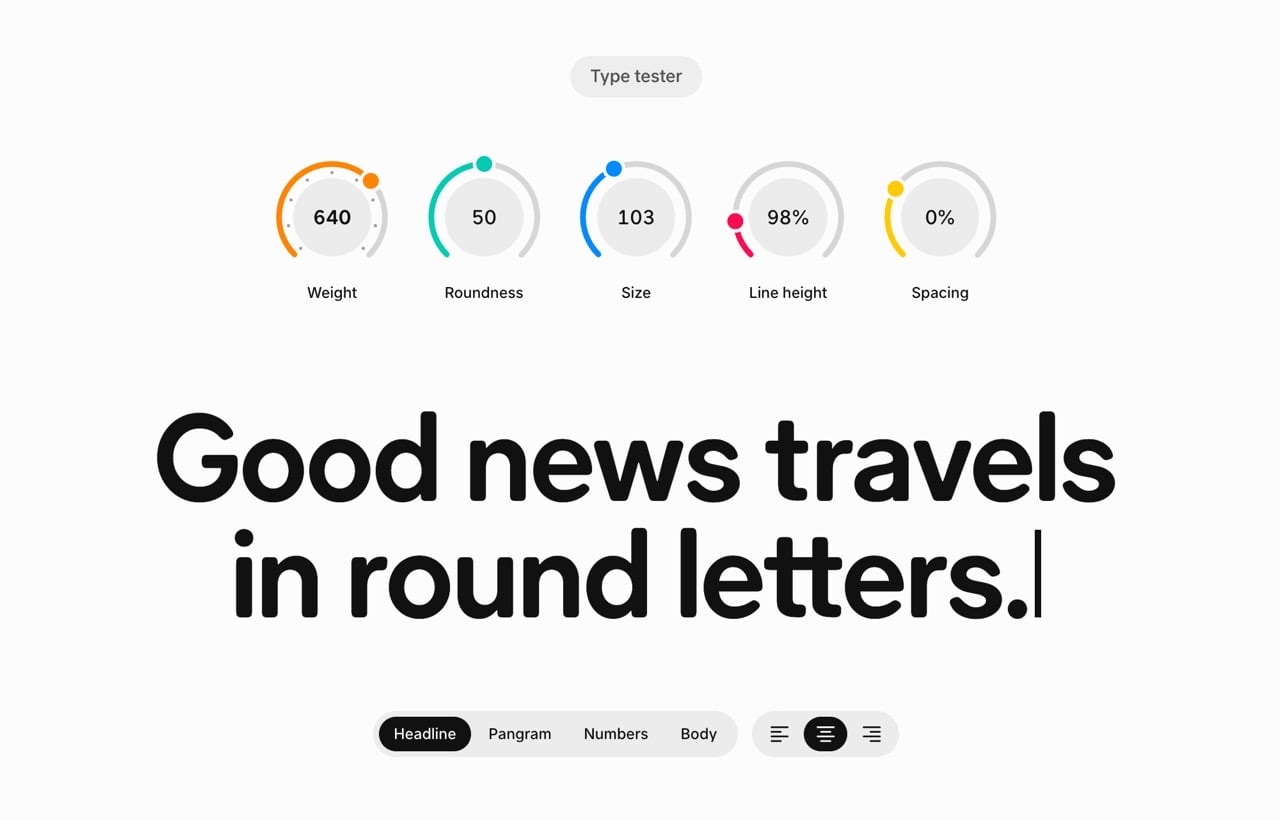 Type tester
640
50
103
98%
0%
Weight
Roundness
Size
Line height
Spacing
Good news travels
in round letters.
Headline
Pangram
Numbers
Body